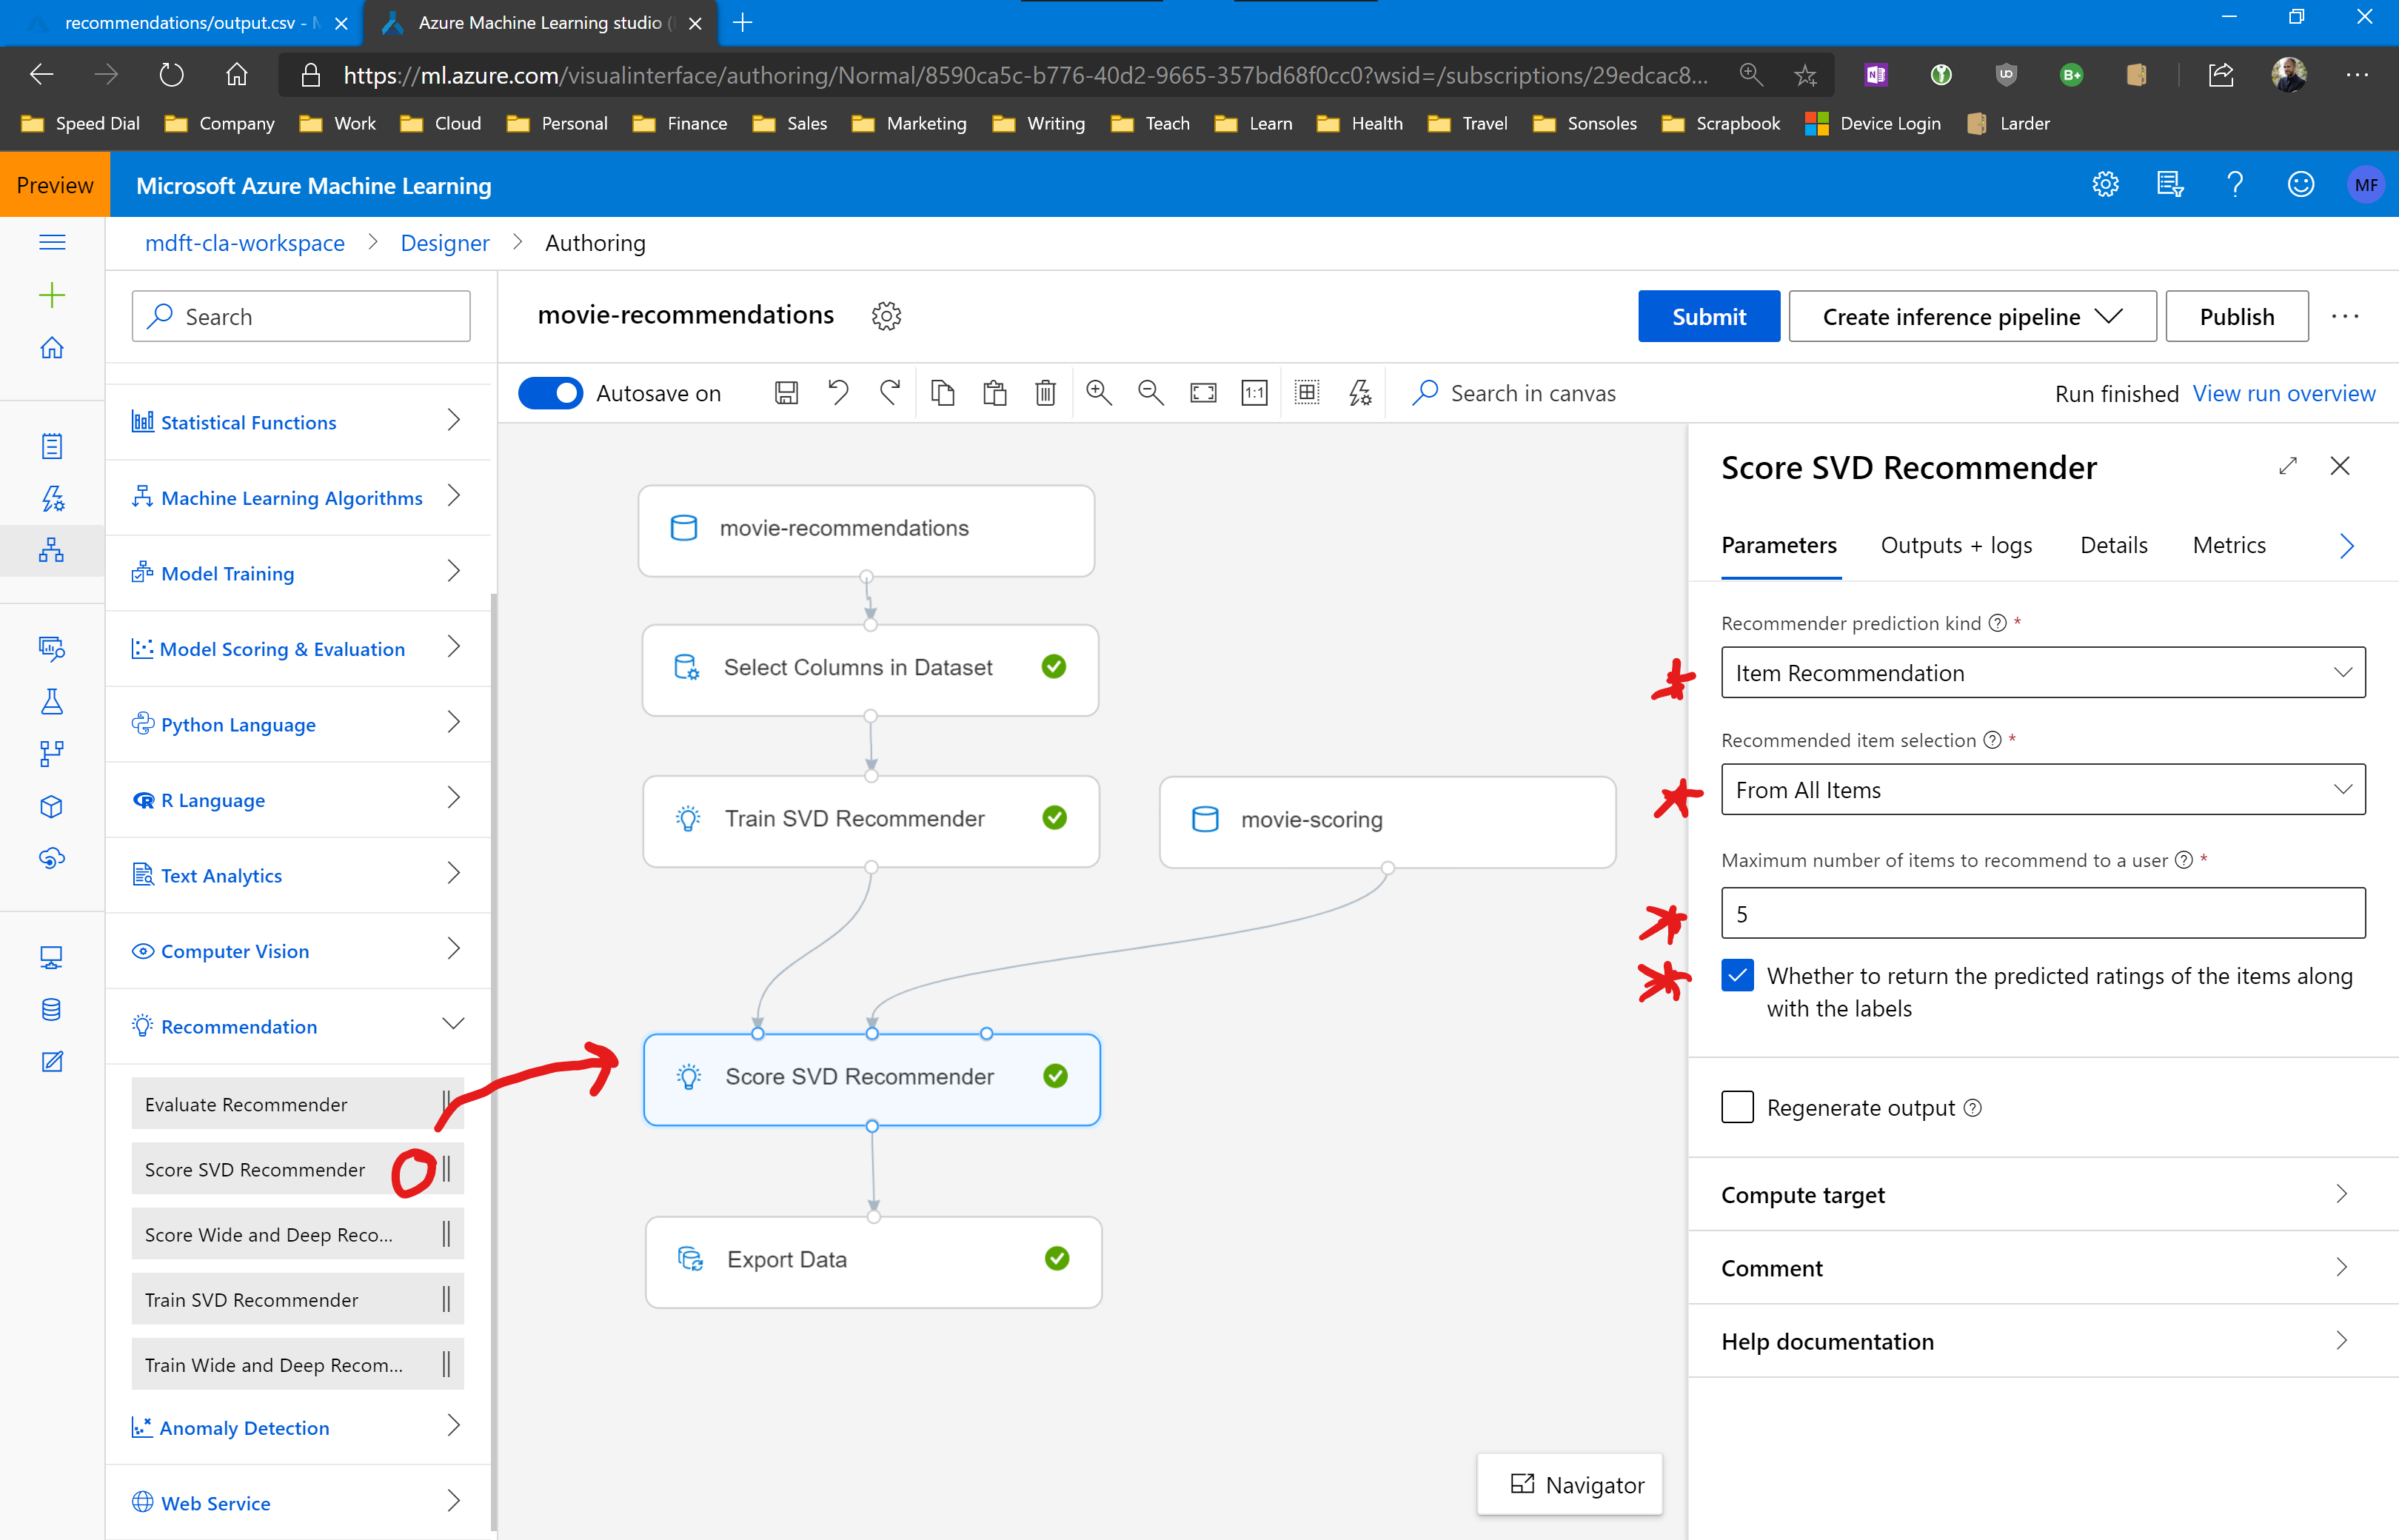 recommendations/output.csv -
Azure Machine Learning studio (
https://ml.azure.com/visualinterface/authoring/Normal/8590ca5c-b776-40d2-9665-357bd68f0cc0?wsid=/subscriptions/29edcac8...
Speed Dial Company Work Cloud Personal Finance Sales Marketing Writing Teach Learn Health Travel Sonsoles Scrapbook Device Login Larder
Preview Microsoft Azure Machine Learning MF
mdft-cla-workspace > Designer > Authoring
Search
movie-recommendations
Submit
Create inference pipeline
Publish
Autosave on
1:1
Search in canvas
Run finished View run overview
Statistical Functions
Machine Learning Algorithms
Model Training
Model Scoring & Evaluation
Python Language
R Language
Text Analytics
Computer Vision
Recommendation
Evaluate Recommender
Score SVD Recommender
Score Wide and Deep Reco...
Train SVD Recommender
Train Wide and Deep Recom...
Anomaly Detection
Web Service
movie-recommendations
Select Columns in Dataset
Train SVD Recommender
movie-scoring
Score SVD Recommender
Export Data
Navigator
Score SVD Recommender
Parameters Outputs + logs Details Metrics
Recommender prediction kind *
Item Recommendation
Recommended item selection *
From All Items
Maximum number of items to recommend to a user *
5
Whether to return the predicted ratings of the items along
with the labels
Regenerate output
Compute target
Comment
Help documentation